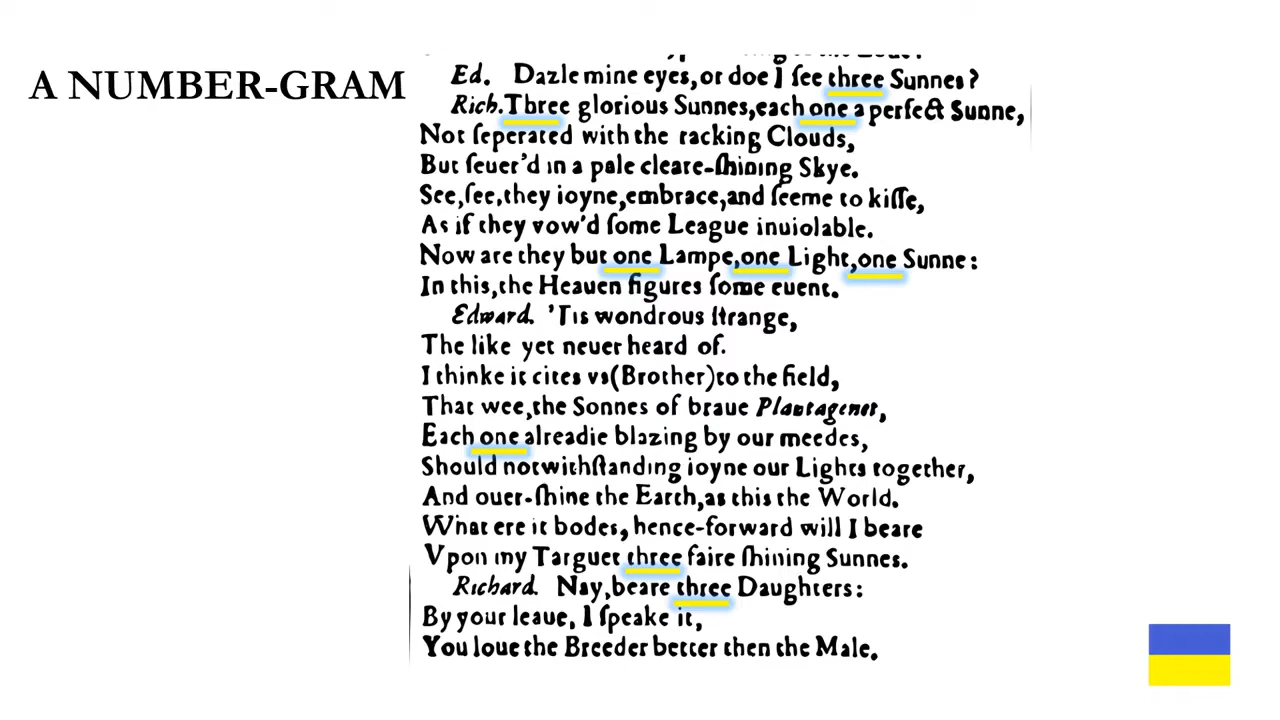 A NUMBER-GRAM
Ed. Dazle mine eyes, or doe I ſee three Sunnes?
Rich. Three glorious Sunnes, each one a perfect Sunne,
Not ſeperated with the racking Clouds,
But ſeuer'd in a pale cleare-ſhining Skye.
See, ſee, they ioyne, embrace, and ſeeme to kiſſe,
As if they vow'd ſome League inuiolable.
Now are they but one Lampe, one Light, one Sunne:
In this, the Heauen figures ſome euent.
Edward. 'Tis wondrous ſtrange,
The like yet neuer heard of.
I thinke it cites vs (Brother) to the field,
That wee, the Sonnes of braue Plantagenet,
Each one alreadie blazing by our meedes,
Should notwithſtanding ioyne our Lights together,
And ouer-ſhine the Earth, as this the World.
What ere it bodes, hence-forward will I beare
Vpon my Targuet three faire ſhining Sunnes.
Richard. Nay, beare three Daughters:
By your leaue, I ſpeake it,
You loue the Breeder better then the Male.